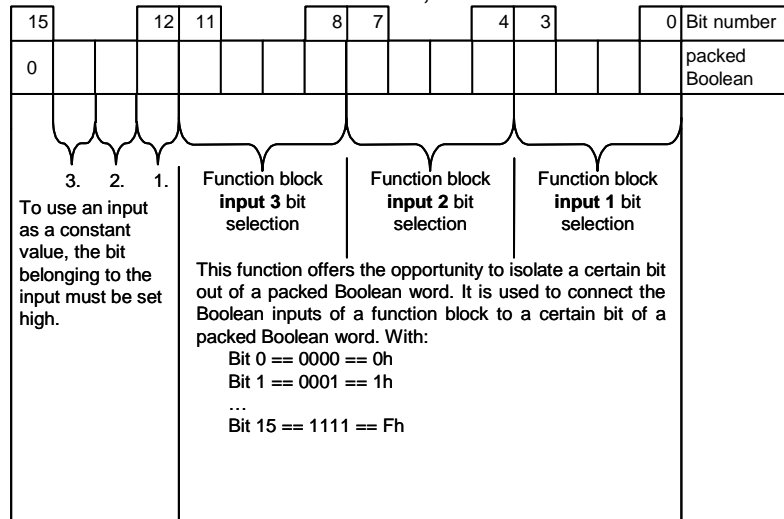 15 12 11 8 7 4 3 0 Bit number
0 packed
Boolean
3. 2. 1.
To use an input
as a constant
value, the bit
belonging to the
input must be set
high.
Function block
input 3 bit
selection
Function block
input 2 bit
selection
Function block
input 1 bit
selection
This function offers the opportunity to isolate a certain bit
out of a packed Boolean word. It is used to connect the
Boolean inputs of a function block to a certain bit of a
packed Boolean word. With:
Bit 0 == 0000 == 0h
Bit 1 == 0001 == 1h
…
Bit 15 == 1111 == Fh